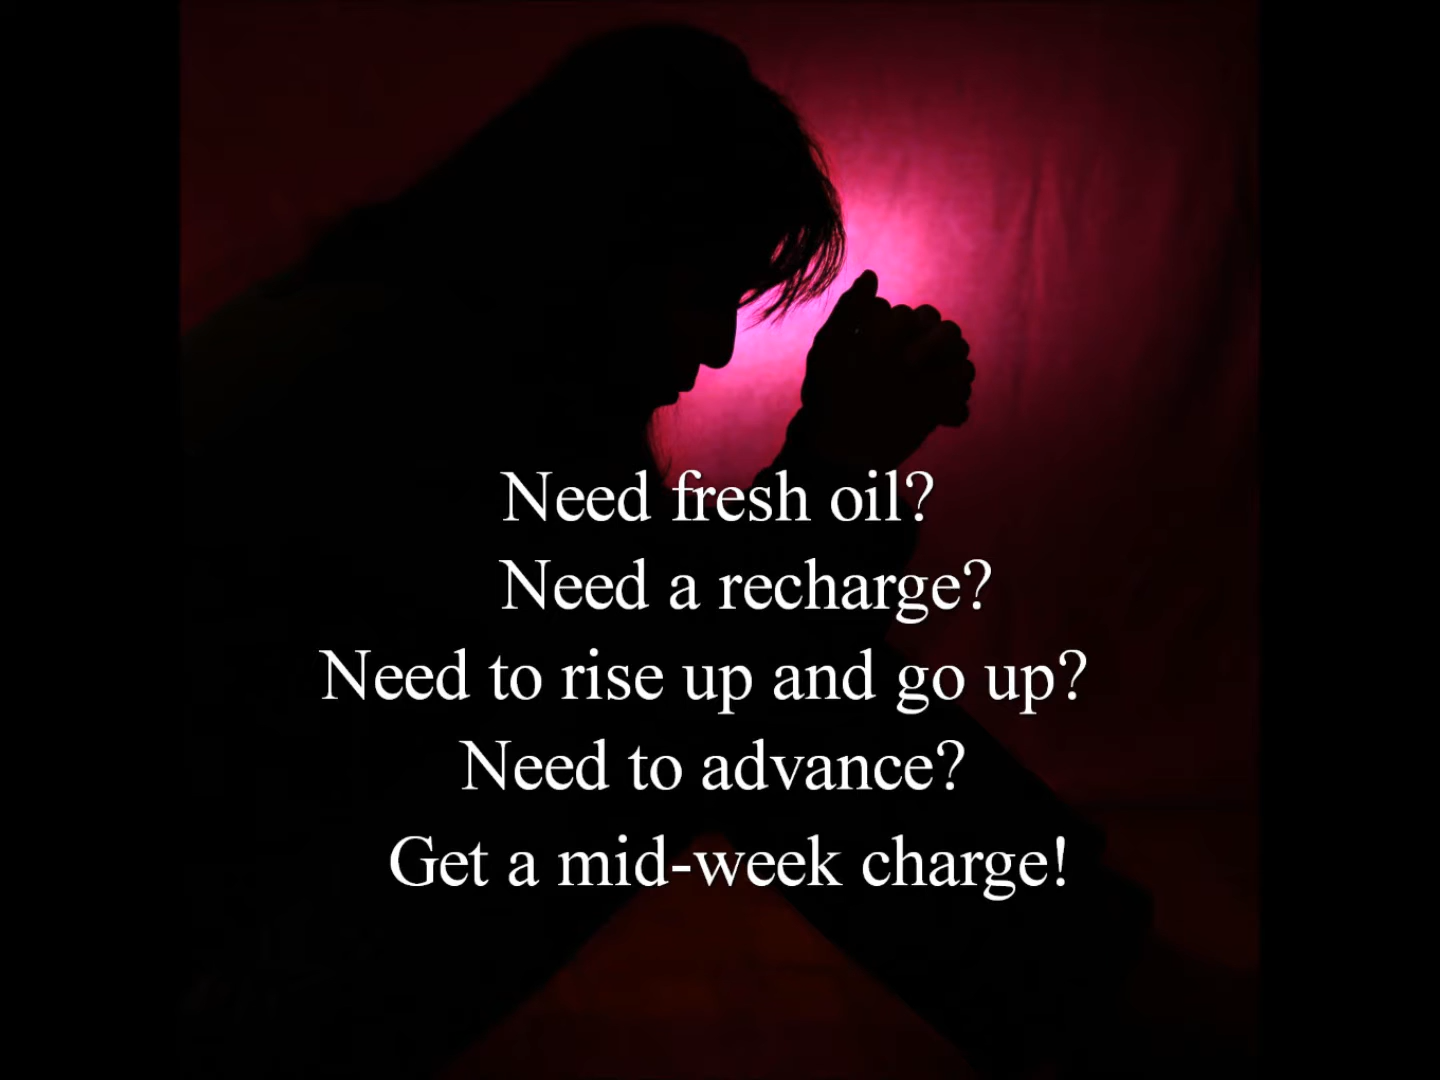 Need fresh oil?
Need a recharge?
Need to rise up and go up?
Need to advance?
Get a mid-week charge!